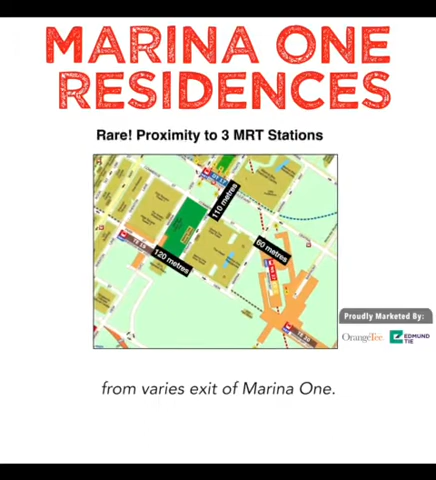 MARINA ONE
RESIDENCES
Rare! Proximity to 3 MRT Stations
110 metres
60 metres
120 metres
Proudly Marketed By:
OrangeTee
EDMUND
TIE
from varies exit of Marina One.